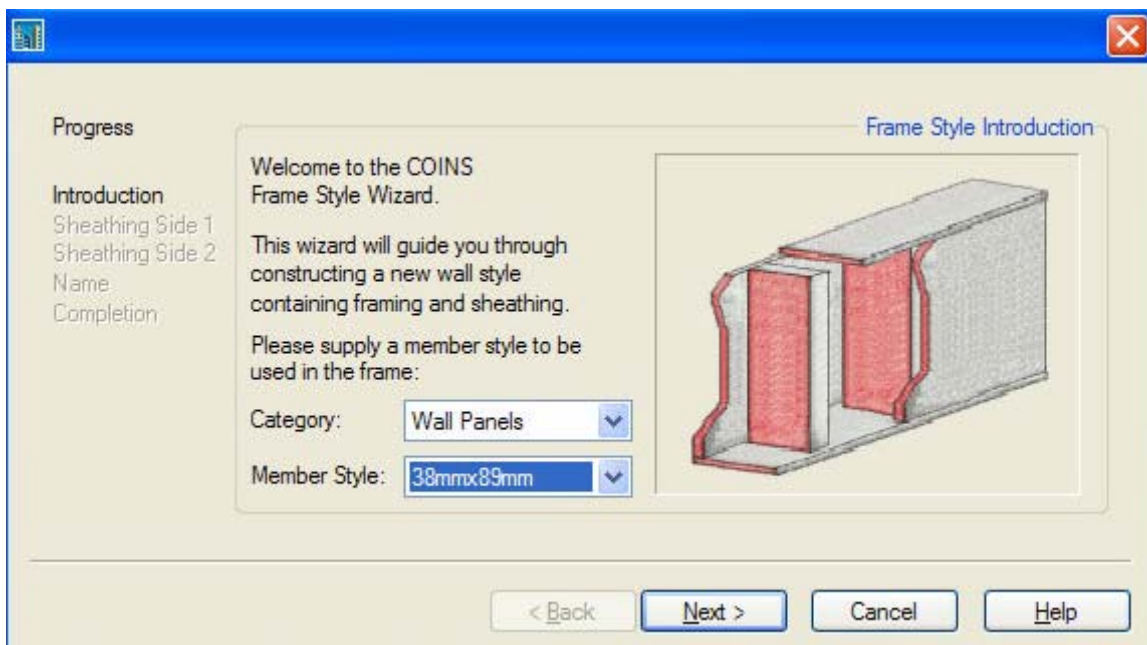 Progress
Introduction
Sheathing Side 1
Sheathing Side 2
Name
Completion
Frame Style Introduction
Welcome to the COINS
Frame Style Wizard.
This wizard will guide you through
constructing a new wall style
containing framing and sheathing.
Please supply a member style to be
used in the frame:
Category: Wall Panels
Member Style: 38mmx89mm
< Back Next > Cancel Help